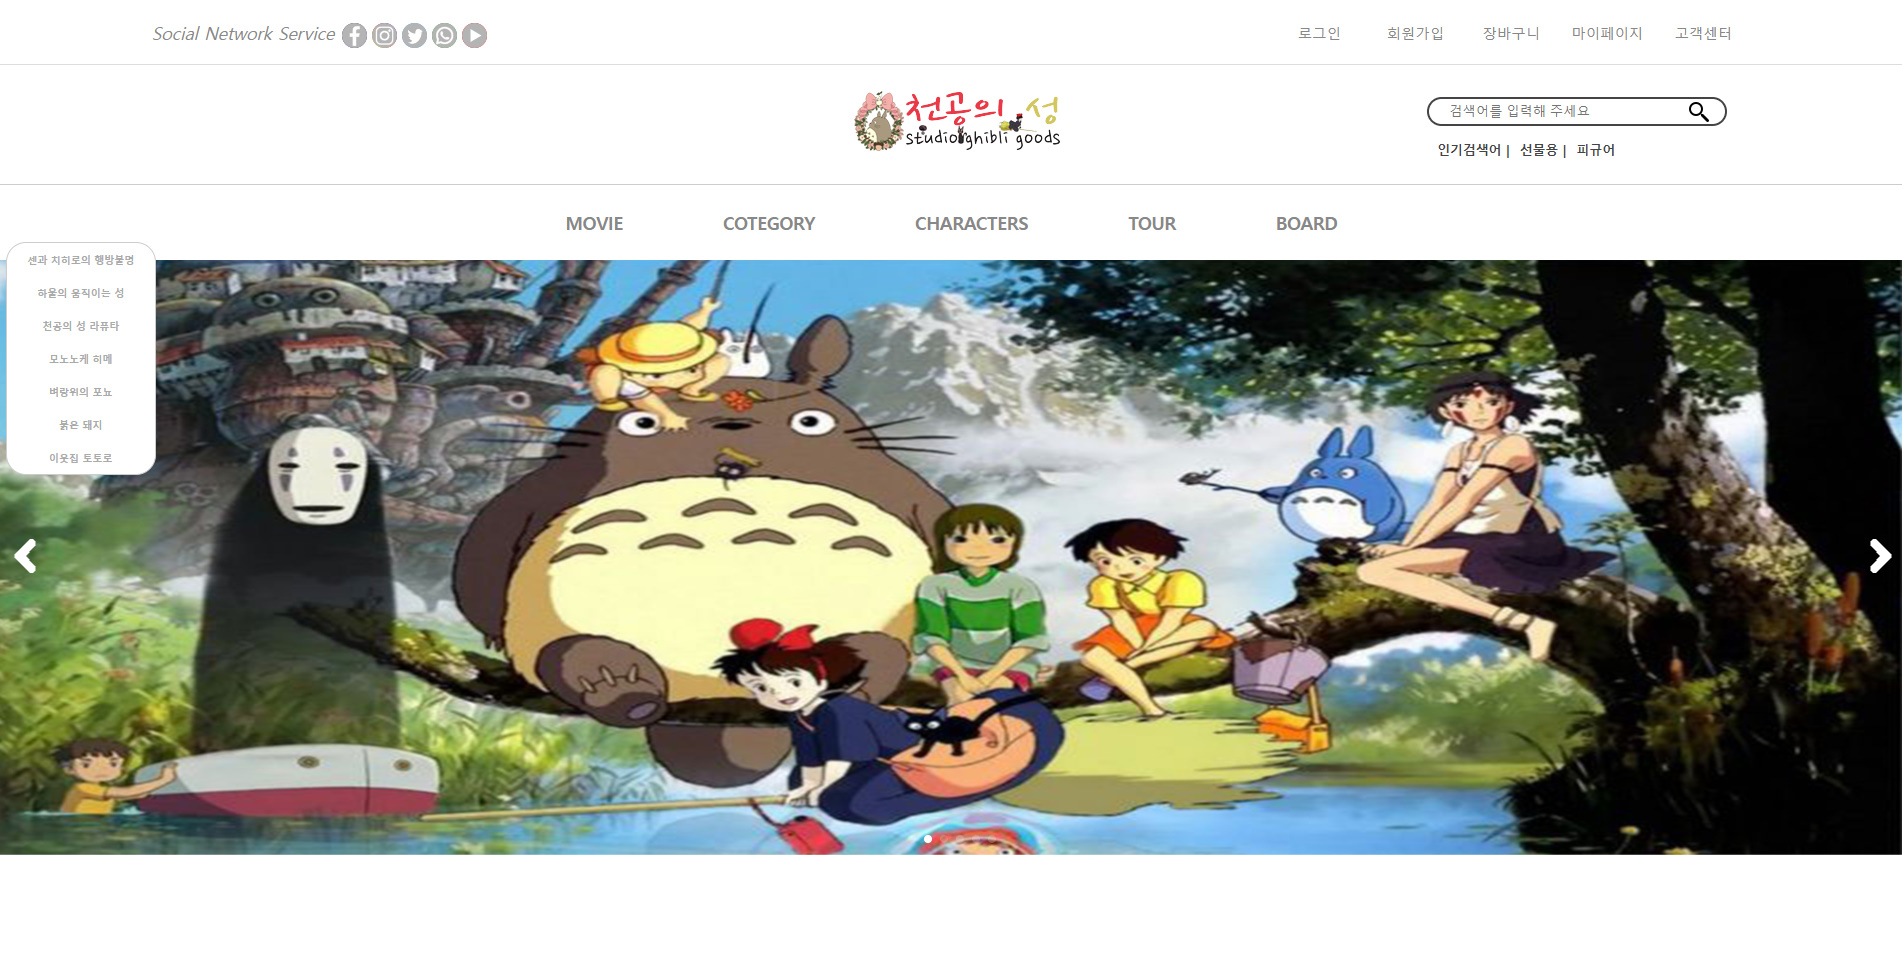 Social Network Service
로그인 회원가입 장바구니 마이페이지 고객센터
천공의 성
studio ghibli goods
검색어를 입력해 주세요
인기검색어 | 선물용 | 피규어
MOVIE COTEGORY CHARACTERS TOUR BOARD
센과 치히로의 행방불명
하울의 움직이는 성
천공의 성 라퓨타
모노노케 히메
벼랑위의 포뇨
붉은 돼지
이웃집 토토로